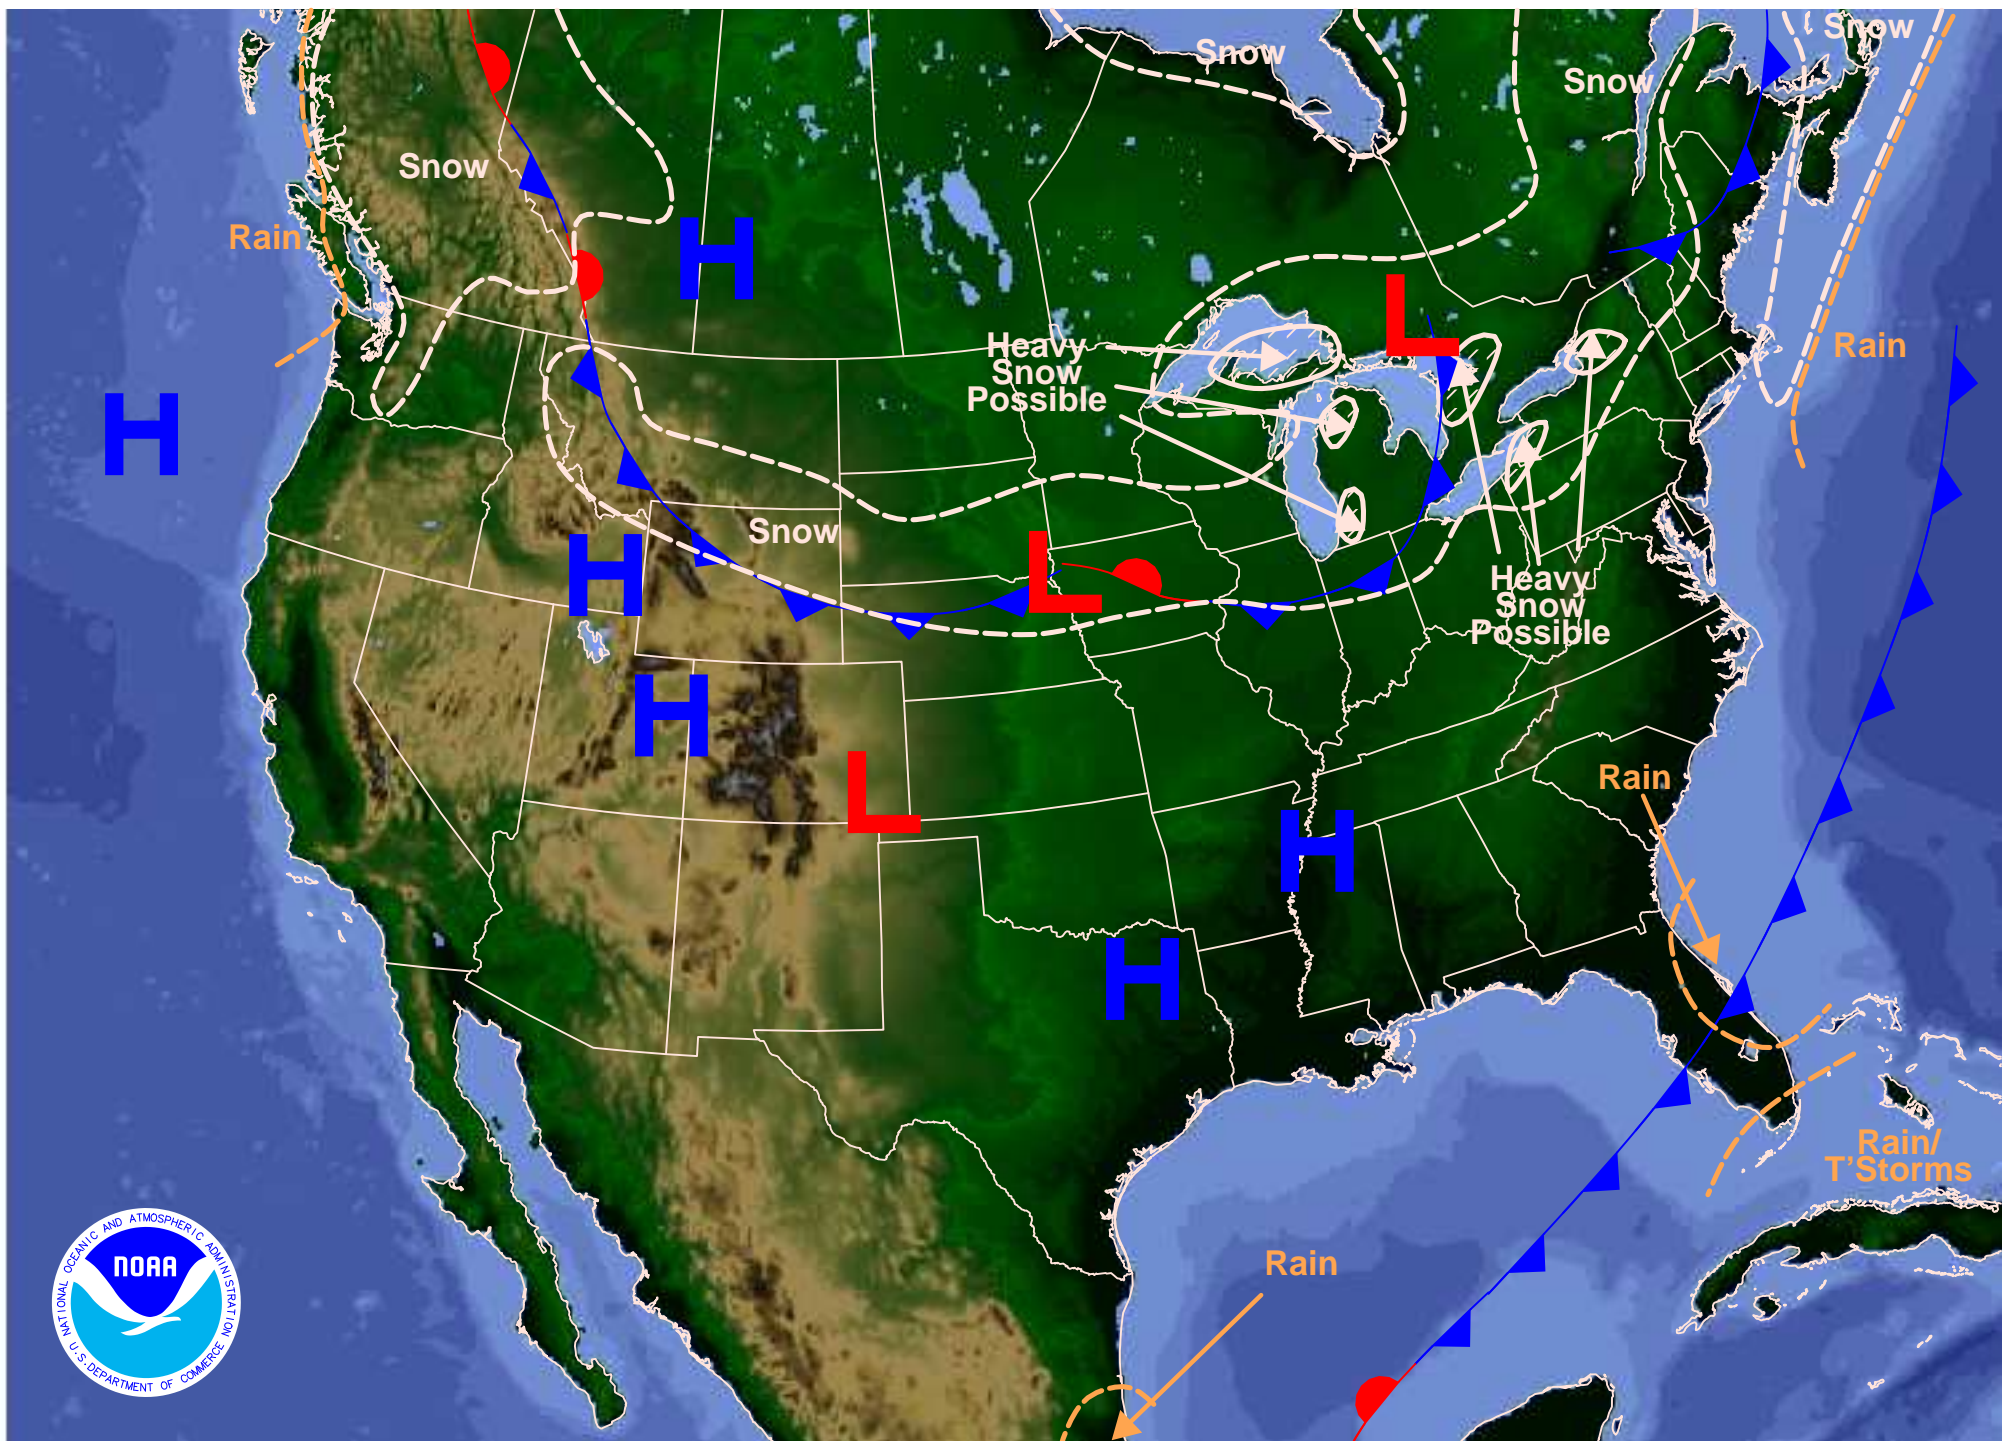 Snow
Snow
Snow
Snow
Rain
H
L
Heavy
Snow
Possible
Rain
H
Snow
H
L
Heavy
Snow
Possible
H
L
Rain
H
H
Rain/
T'Storms
Rain
NATIONAL OCEANIC AND ATMOSPHERIC ADMINISTRATION
NOAA
U.S. DEPARTMENT OF COMMERCE